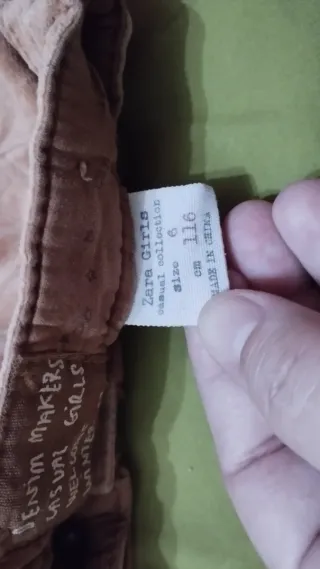 Zara Girls
casual collection
size 6
cm 116
MADE IN CHINA
DENIM MAKERS
CASUAL GIRLS